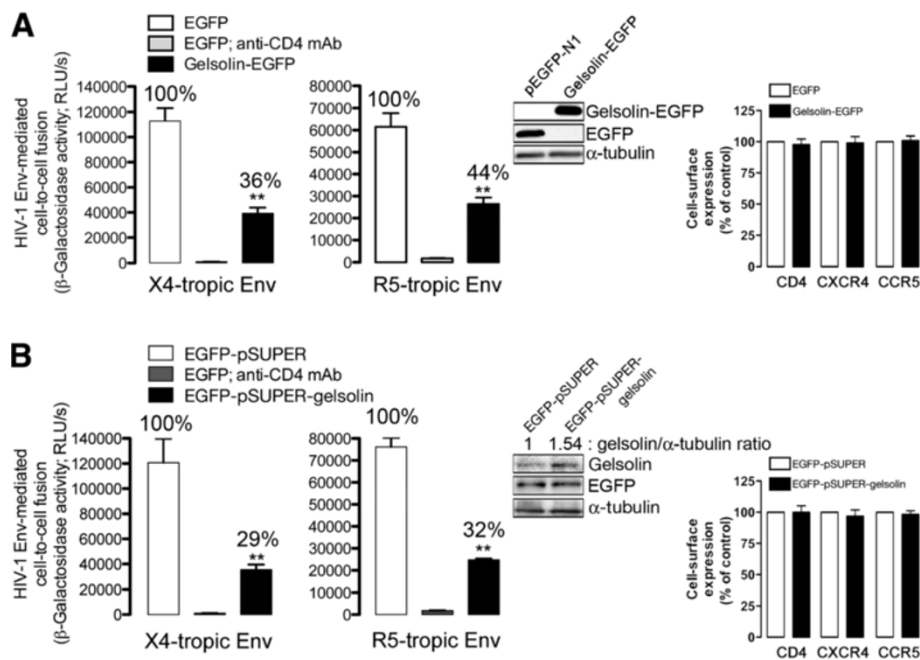 A
EGFP
EGFP; anti-CD4 mAb
Gelsolin-EGFP
HIV-1 Env-mediated
cell-to-cell fusion
(β-Galactosidase activity; RLU/s)
140000
120000
100000
80000
60000
40000
20000
0
100%
36%
**
X4-tropic Env
80000
70000
60000
50000
40000
30000
20000
10000
0
100%
44%
**
R5-tropic Env
pEGFP-N1
Gelsolin-EGFP
Gelsolin-EGFP
EGFP
α-tubulin
EGFP
Gelsolin-EGFP
Cell-surface
expression
(% of control)
125
100
75
50
25
0
CD4 CXCR4 CCR5
B
EGFP-pSUPER
EGFP; anti-CD4 mAb
EGFP-pSUPER-gelsolin
HIV-1 Env-mediated
cell-to-cell fusion
(β-Galactosidase activity; RLU/s)
140000
120000
100000
80000
60000
40000
20000
0
100%
29%
**
X4-tropic Env
80000
70000
60000
50000
40000
30000
20000
10000
0
100%
32%
**
R5-tropic Env
EGFP-pSUPER
EGFP-pSUPER-
gelsolin
1 1.54 : gelsolin/α-tubulin ratio
Gelsolin
EGFP
α-tubulin
EGFP-pSUPER
EGFP-pSUPER-gelsolin
Cell-surface
expression
(% of control)
125
100
75
50
25
0
CD4 CXCR4 CCR5